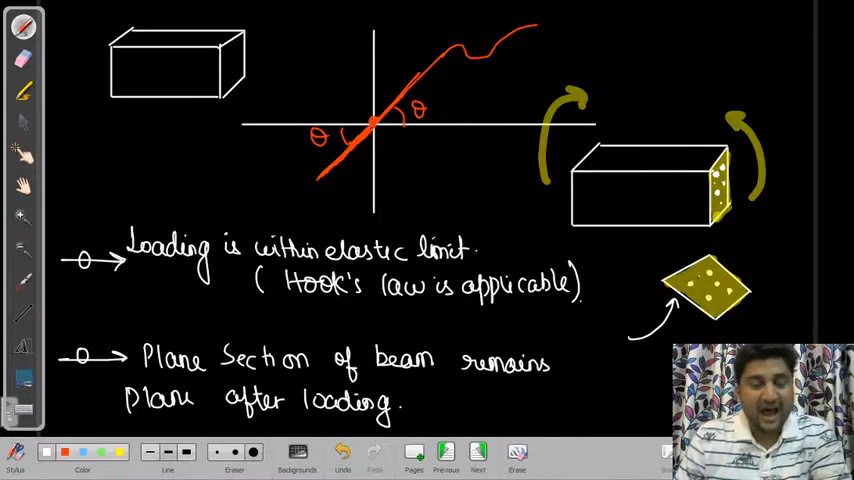 θ
θ
Loading is within elastic limit.
( Hook's law is applicable).
Plane Section of beam remains
plane after loading.
Stylus
Color
Line
Eraser
Backgrounds
Undo
Redo
Pages
Previous
Next
Erase